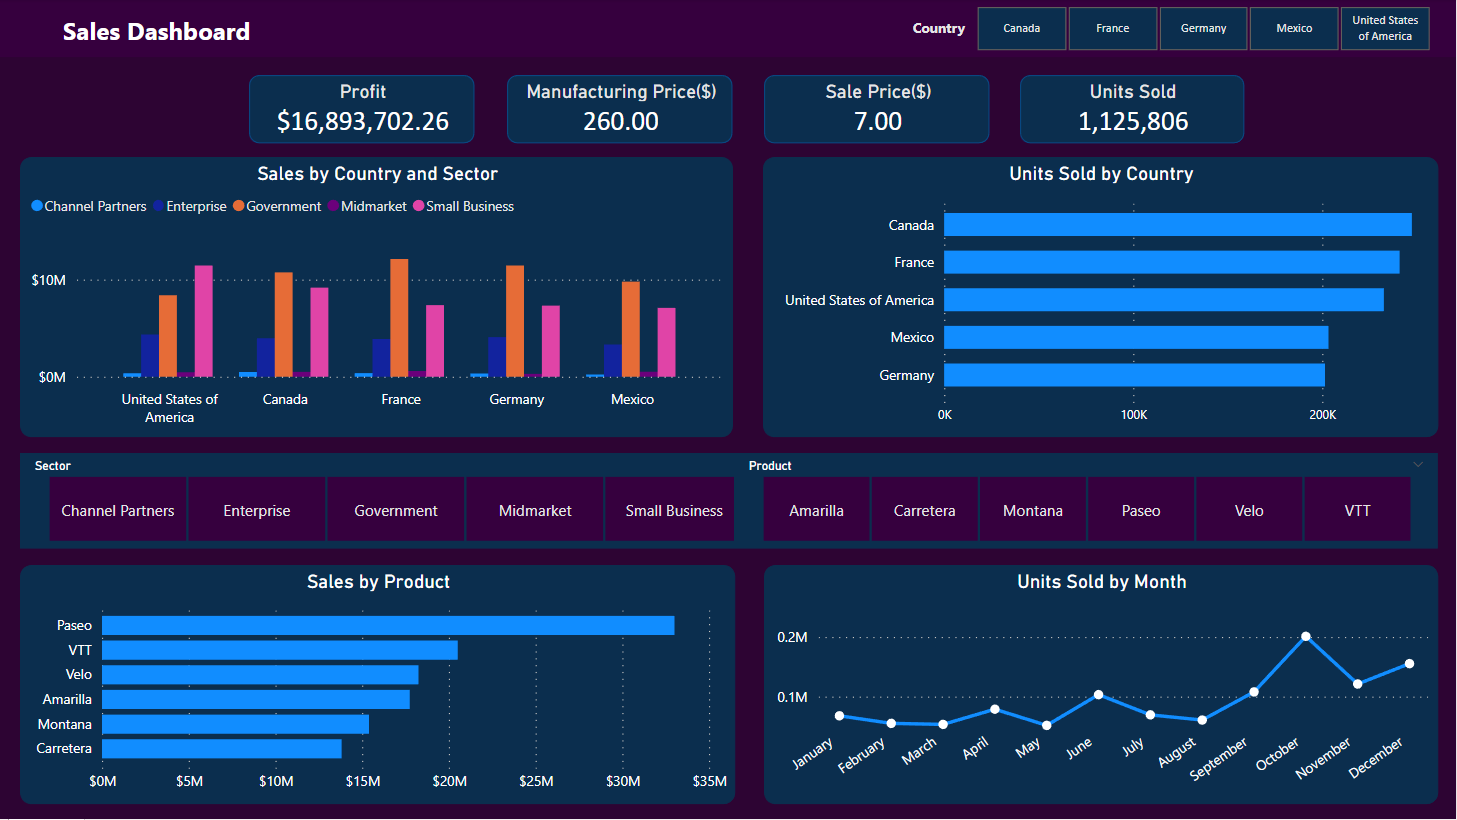 Sales Dashboard
Country
Canada
France
Germany
Mexico
United States
of America
Profit
$16,893,702.26
Manufacturing Price($)
260.00
Sale Price($)
7.00
Units Sold
1,125,806
Sales by Country and Sector
Channel Partners Enterprise Government Midmarket Small Business
$10M
$0M
United States of
America
Canada
France
Germany
Mexico
Units Sold by Country
Canada
France
United States of America
Mexico
Germany
0K 100K 200K
Sector
Channel Partners
Enterprise
Government
Midmarket
Small Business
Product
Amarilla
Carretera
Montana
Paseo
Velo
VTT
Sales by Product
Paseo
VTT
Velo
Amarilla
Montana
Carretera
$0M $5M $10M $15M $20M $25M $30M $35M
Units Sold by Month
0.2M
0.1M
January
February
March
April
May
June
July
August
September
October
November
December